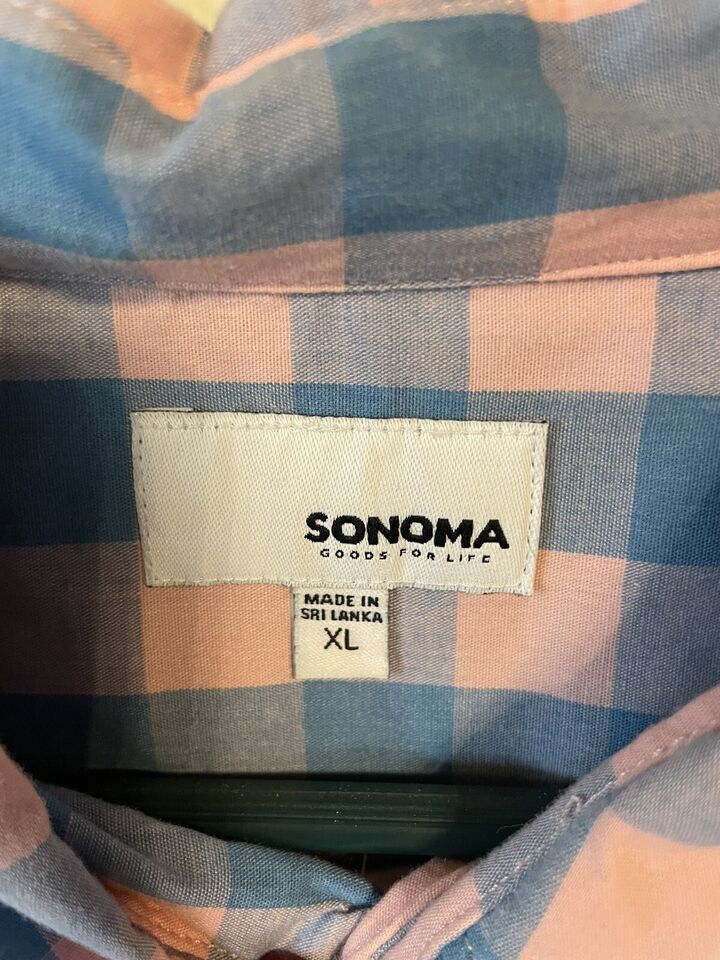 SONOMA
GOODS FOR LIFE
MADE IN
SRI LANKA
XL